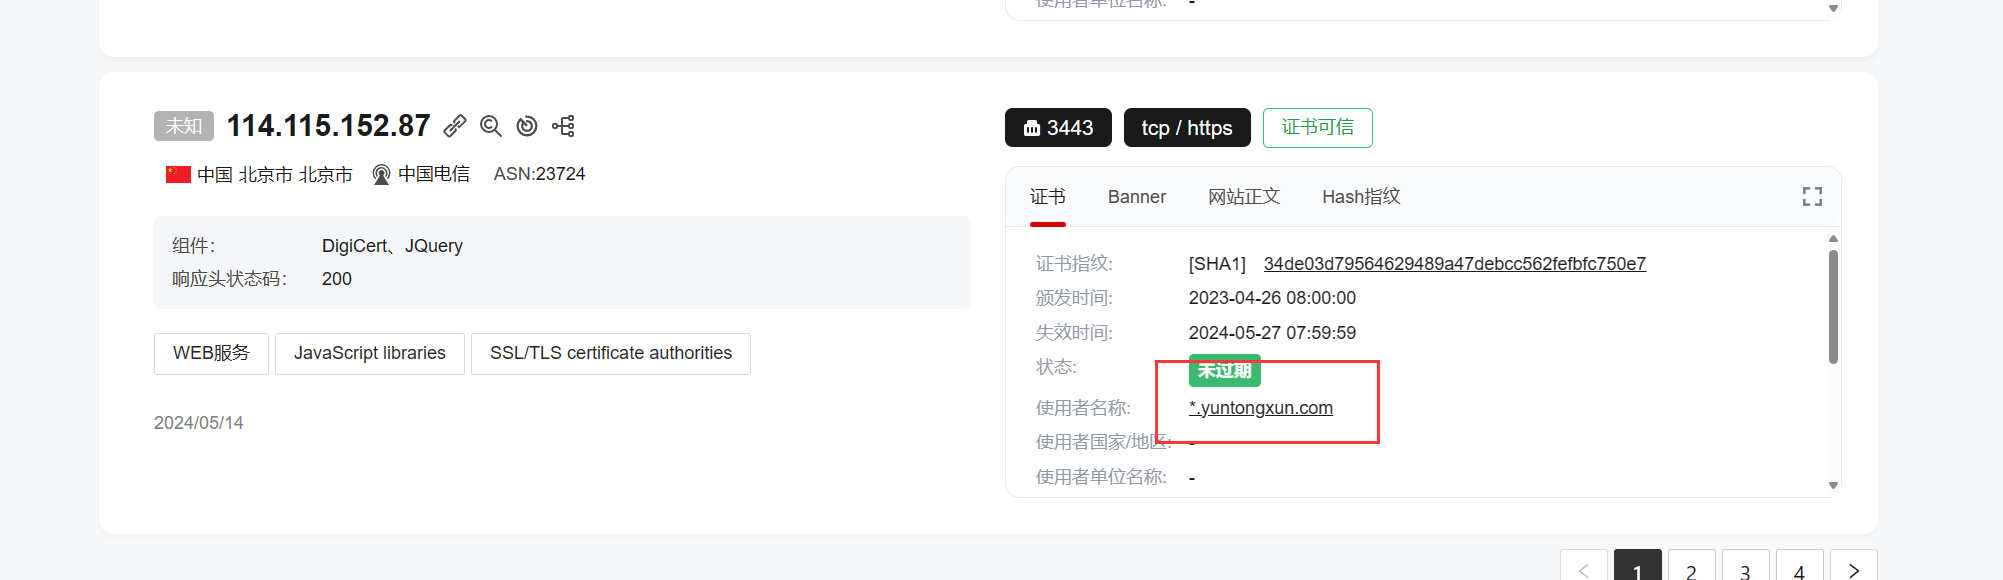 使用者单位名称: -
未知 114.115.152.87
中国 北京市 北京市 中国电信 ASN:23724
组件: DigiCert、JQuery
响应头状态码: 200
WEB服务 JavaScript libraries SSL/TLS certificate authorities
2024/05/14
3443 tcp / https 证书可信
证书 Banner 网站正文 Hash指纹
证书指纹: [SHA1] 34de03d79564629489a47debcc562fefbfc750e7
颁发时间: 2023-04-26 08:00:00
失效时间: 2024-05-27 07:59:59
状态: 未过期
使用者名称: *.yuntongxun.com
使用者国家/地区: -
使用者单位名称: -
< 1 2 3 4 >